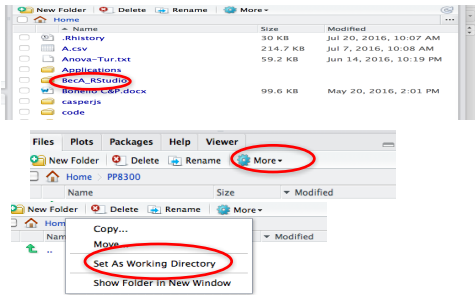 New Folder Delete Rename More
Home ...
Name Size Modified
.Rhistory 30 KB Jul 20, 2016, 10:07 AM
A.csv 214.7 KB Jul 7, 2016, 10:08 AM
Anova-Tur.txt 59.2 KB Jun 14, 2016, 10:19 PM
Applications
BecA_RStudio
Bonello C&P.docx 99.6 KB May 20, 2016, 2:01 PM
casperjs
code
Files Plots Packages Help Viewer
New Folder Delete Rename More
Home PP8300
Name Size Modified
New Folder Delete Rename More
Home
Nam Modified
..
Copy...
Move...
Set As Working Directory
Show Folder in New Window